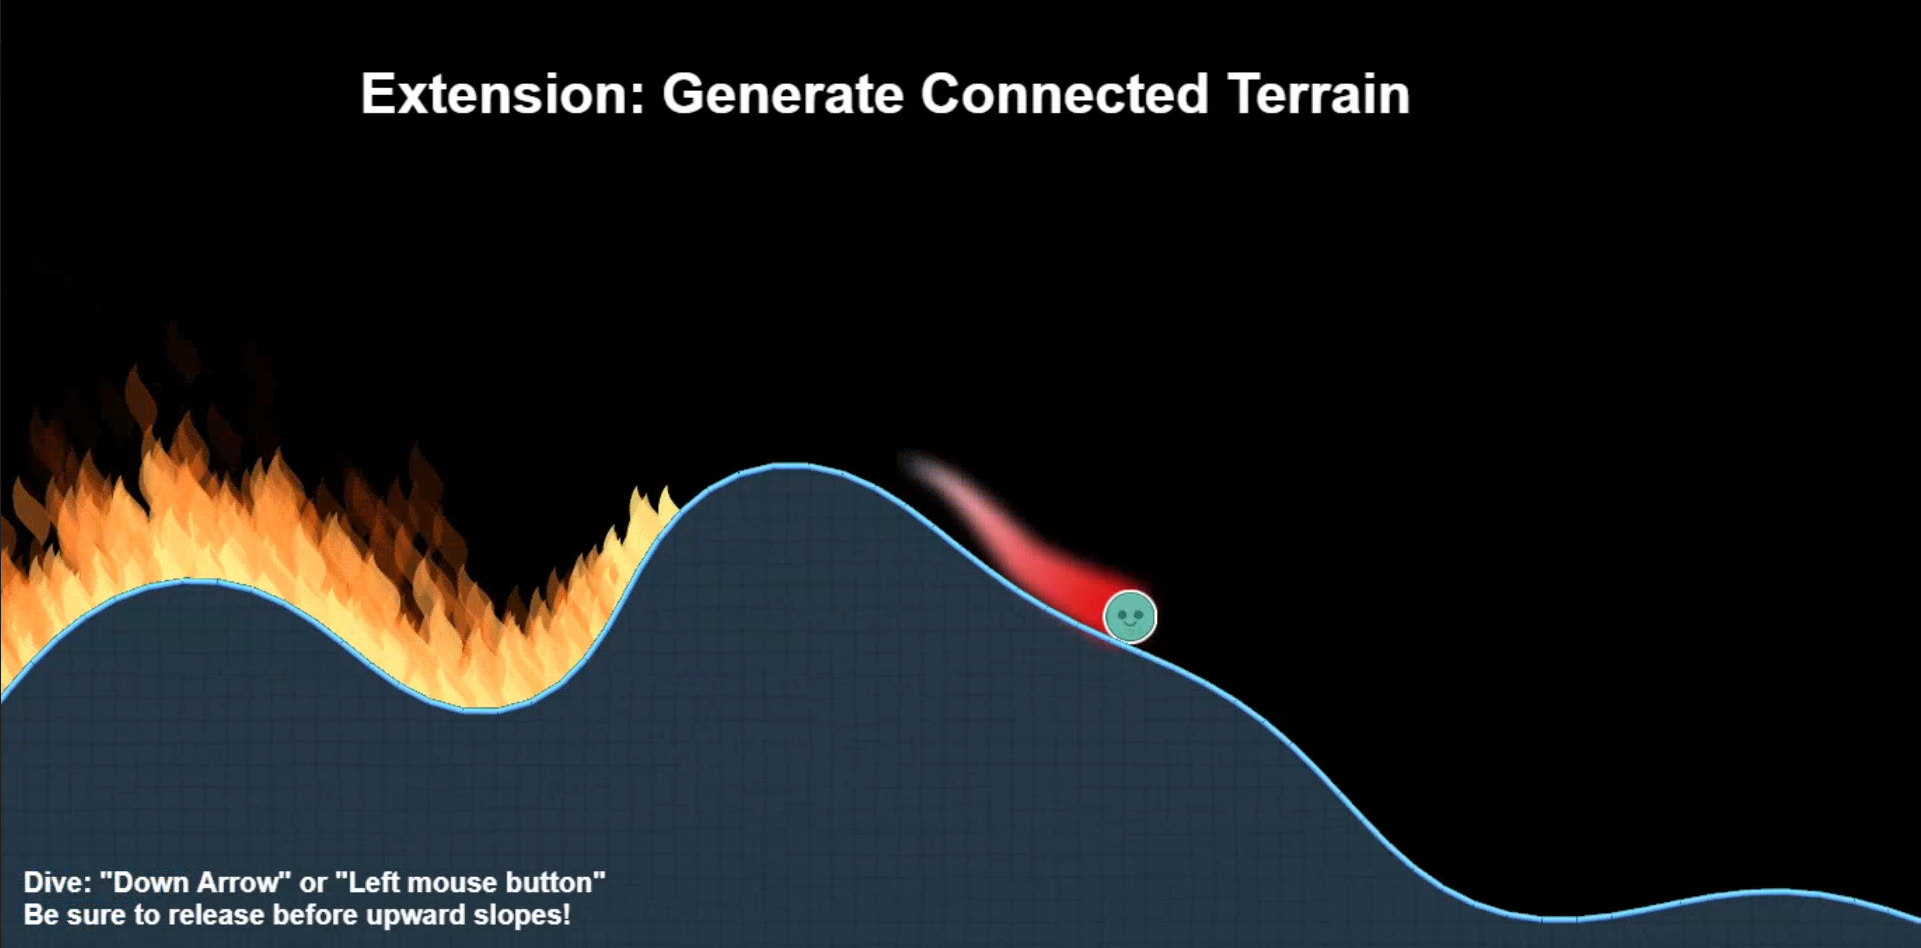 Extension: Generate Connected Terrain
Dive: "Down Arrow" or "Left mouse button"
Be sure to release before upward slopes!